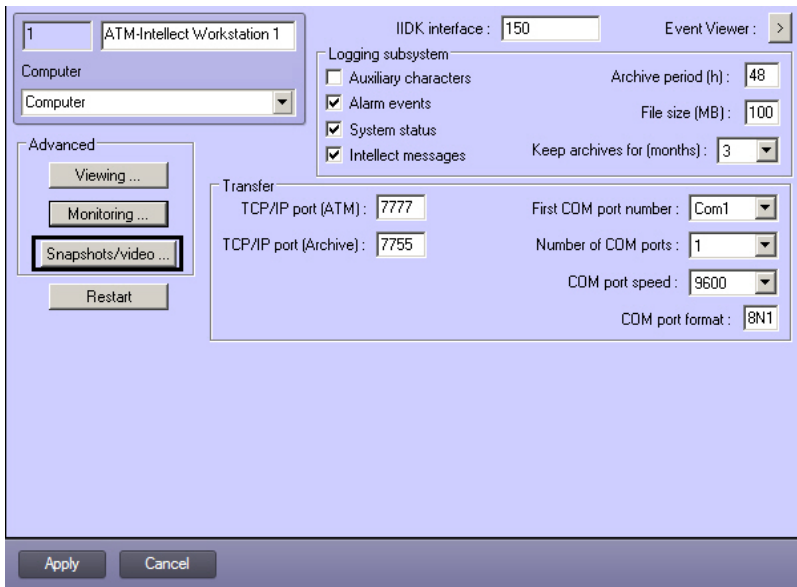 1 ATM-Intellect Workstation 1
Computer
Computer
IIDK interface : 150
Event Viewer : >
Logging subsystem
Auxiliary characters
Alarm events
System status
Intellect messages
Archive period (h) : 48
File size (MB) : 100
Keep archives for (months) : 3
Advanced
Viewing ...
Monitoring ...
Snapshots/video ...
Restart
Transfer
TCP/IP port (ATM) : 7777
TCP/IP port (Archive) : 7755
First COM port number : Com1
Number of COM ports : 1
COM port speed : 9600
COM port format : 8N1
Apply Cancel